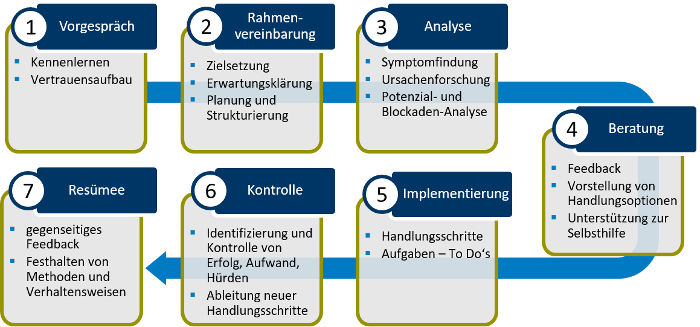 1 Vorgespräch
▪ Kennenlernen
▪ Vertrauensaufbau
2 Rahmen-
vereinbarung
▪ Zielsetzung
▪ Erwartungsklärung
▪ Planung und
Strukturierung
3 Analyse
▪ Symptomfindung
▪ Ursachenforschung
▪ Potenzial- und
Blockaden-Analyse
4 Beratung
▪ Feedback
▪ Vorstellung von
Handlungsoptionen
▪ Unterstützung zur
Selbsthilfe
5 Implementierung
▪ Handlungsschritte
▪ Aufgaben – To Do‘s
6 Kontrolle
▪ Identifizierung und
Kontrolle von
Erfolg, Aufwand,
Hürden
▪ Ableitung neuer
Handlungsschritte
7 Resümee
▪ gegenseitiges
Feedback
▪ Festhalten von
Methoden und
Verhaltensweisen